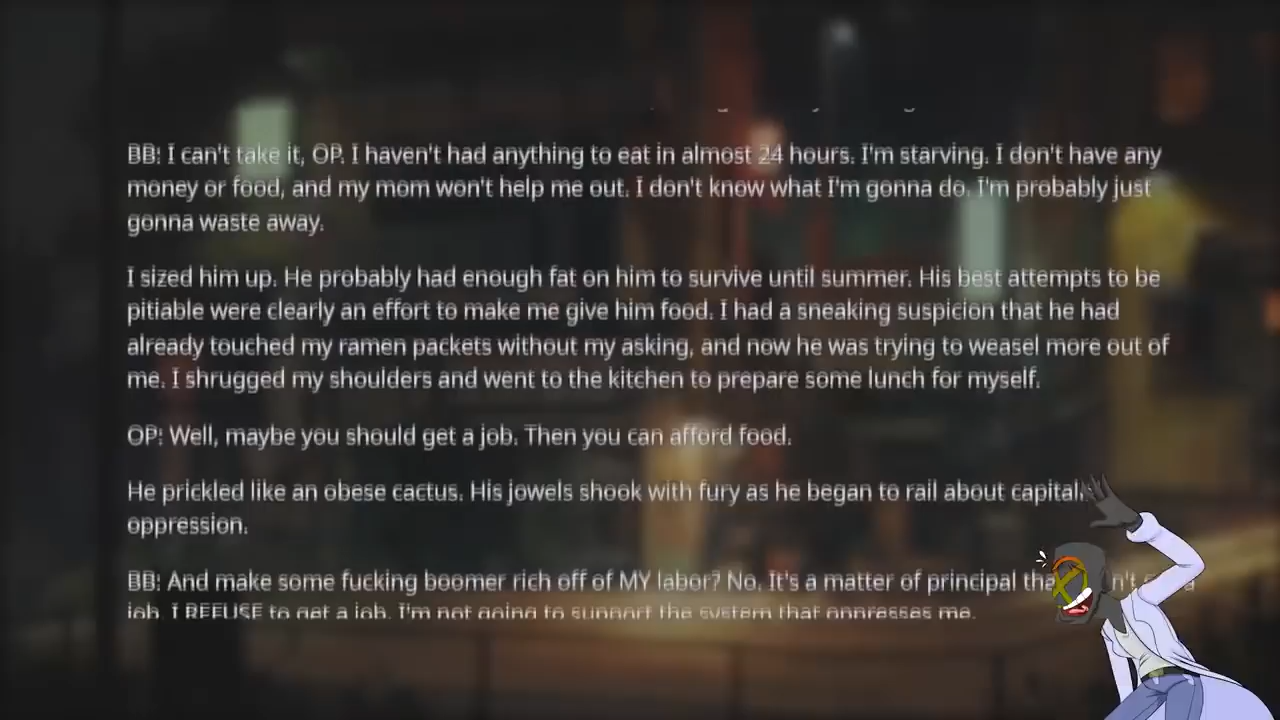 BB: I can't take it, OP. I haven't had anything to eat in almost 24 hours. I'm starving. I don't have any
money or food, and my mom won't help me out. I don't know what I'm gonna do. I'm probably just
gonna waste away.
I sized him up. He probably had enough fat on him to survive until summer. His best attempts to be
pitiable were clearly an effort to make me give him food. I had a sneaking suspicion that he had
already touched my ramen packets without my asking, and now he was trying to weasel more out of
me. I shrugged my shoulders and went to the kitchen to prepare some lunch for myself.
OP: Well, maybe you should get a job. Then you can afford food.
He prickled like an obese cactus. His jowels shook with fury as he began to rail about
oppression.
BB: And make some fucking boomer rich off of MY labor? No. It's a matter of principal
job. I REFUSE to get a job. I'm not going to support the system that oppresses me.